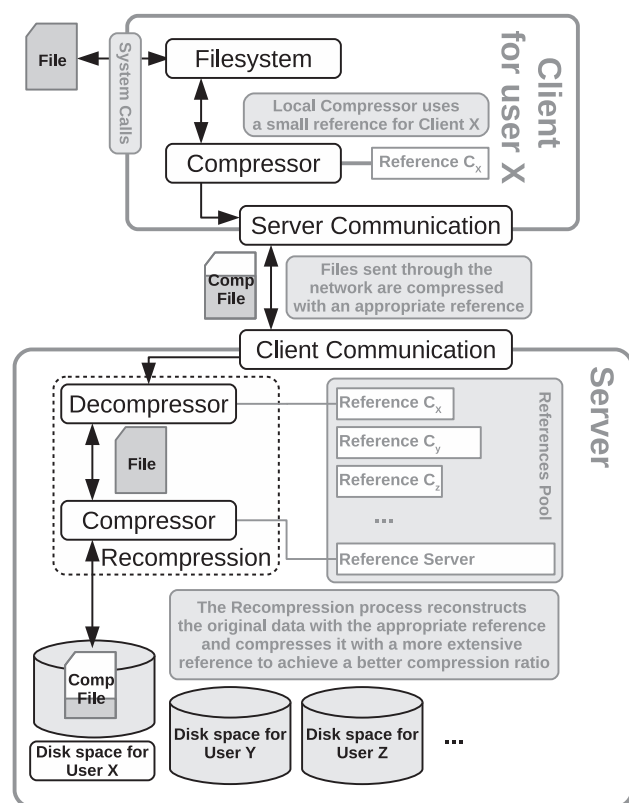 File
System Calls
Filesystem
Client
for user X
Local Compressor uses
a small reference for Client X
Compressor
Reference Cx
Server Communication
Comp
File
Files sent through the
network are compressed
with an appropriate reference
Client Communication
Server
Decompressor
Reference Cx
References Pool
Reference Cy
File
Reference Cz
...
Compressor
Reference Server
Recompression
The Recompression process reconstructs
the original data with the appropriate reference
and compresses it with a more extensive
reference to achieve a better compression ratio
Comp
File
Disk space for
User X
Disk space for
User Y
Disk space for
User Z
...